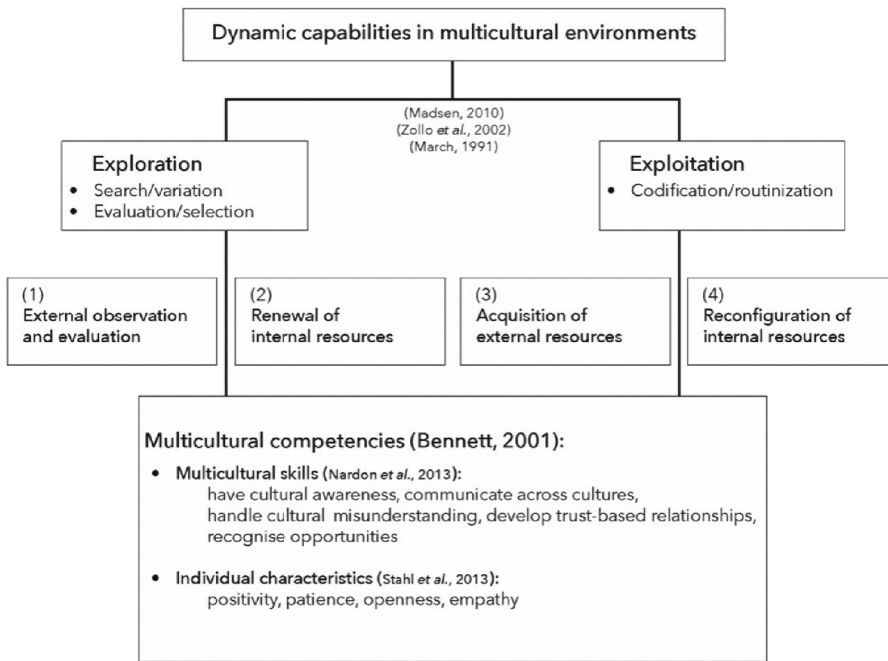 Dynamic capabilities in multicultural environments
(Madsen, 2010)
(Zollo et al., 2002)
(March, 1991)
Exploration
• Search/variation
• Evaluation/selection
Exploitation
• Codification/routinization
(1)
External observation
and evaluation
(2)
Renewal of
internal resources
(3)
Acquisition of
external resources
(4)
Reconfiguration of
internal resources
Multicultural competencies (Bennett, 2001):
• Multicultural skills (Nardon et al., 2013):
have cultural awareness, communicate across cultures,
handle cultural misunderstanding, develop trust-based relationships,
recognise opportunities
• Individual characteristics (Stahl et al., 2013):
positivity, patience, openness, empathy